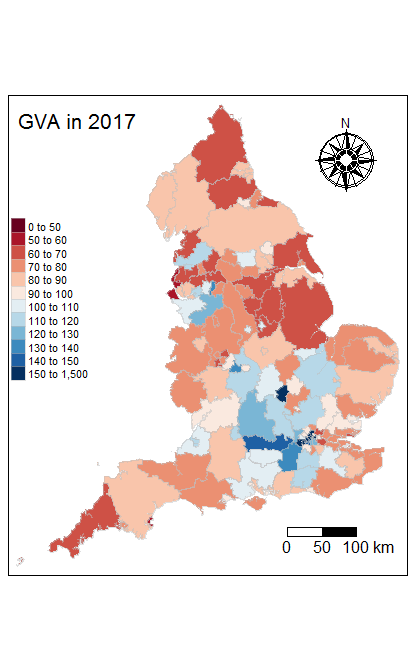 GVA in 2017
N
0 to 50
50 to 60
60 to 70
70 to 80
80 to 90
90 to 100
100 to 110
110 to 120
120 to 130
130 to 140
140 to 150
150 to 1,500
0 50 100 km